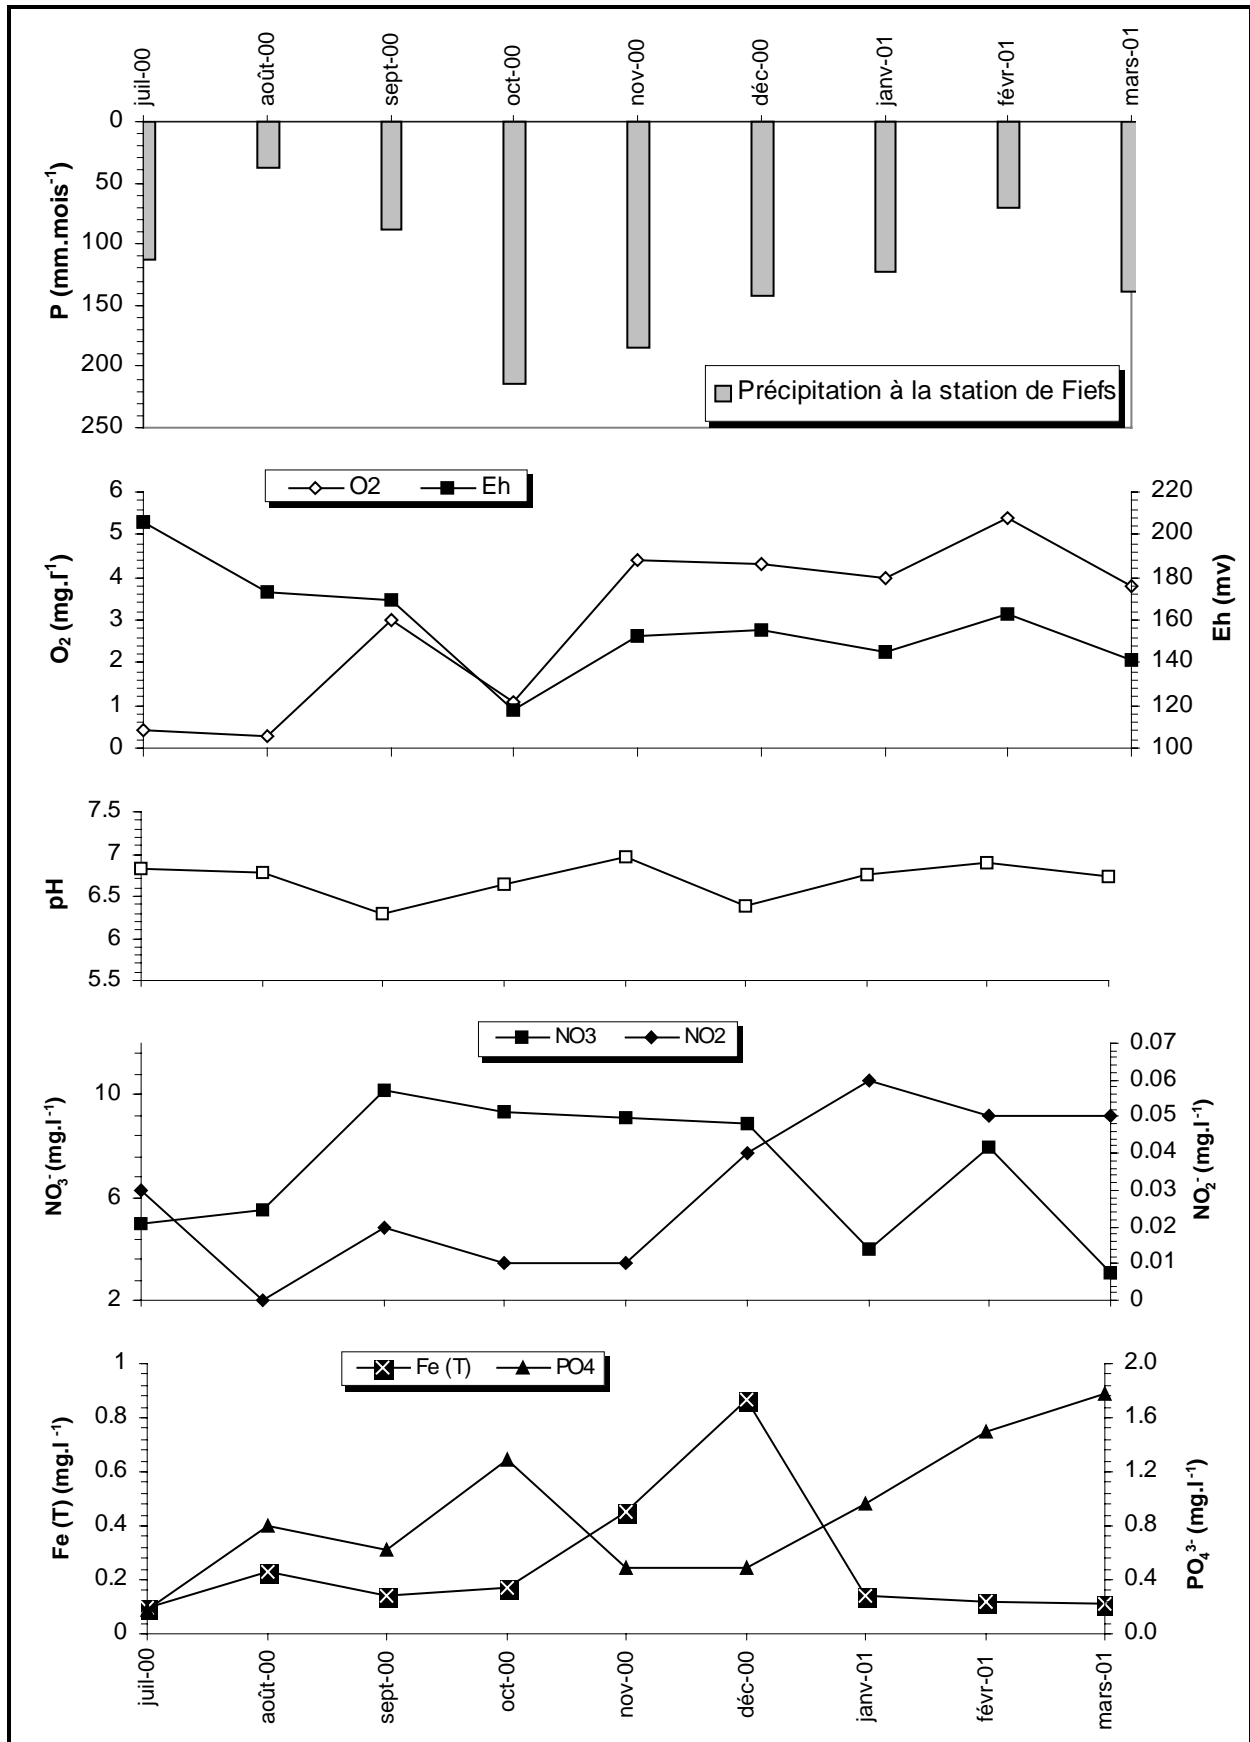 juil-00
août-00
sept-00
oct-00
nov-00
déc-00
janv-01
févr-01
mars-01
P (mm.mois⁻¹)
0
50
100
150
200
250
Précipitation à la station de Fiefs
O2 Eh
O₂ (mg.l⁻¹)
6
5
4
3
2
1
0
220
200
180
160
140
120
100
Eh (mv)
pH
7.5
7
6.5
6
5.5
NO3 NO2
NO₃⁻ (mg.l⁻¹)
10
6
2
0.07
0.06
0.05
0.04
0.03
0.02
0.01
0
NO₂⁻ (mg.l⁻¹)
Fe (T) PO4
Fe (T) (mg.l⁻¹)
1
0.8
0.6
0.4
0.2
0
2.0
1.6
1.2
0.8
0.4
0.0
PO₄³⁻ (mg.l⁻¹)
juil-00
août-00
sept-00
oct-00
nov-00
déc-00
janv-01
févr-01
mars-01